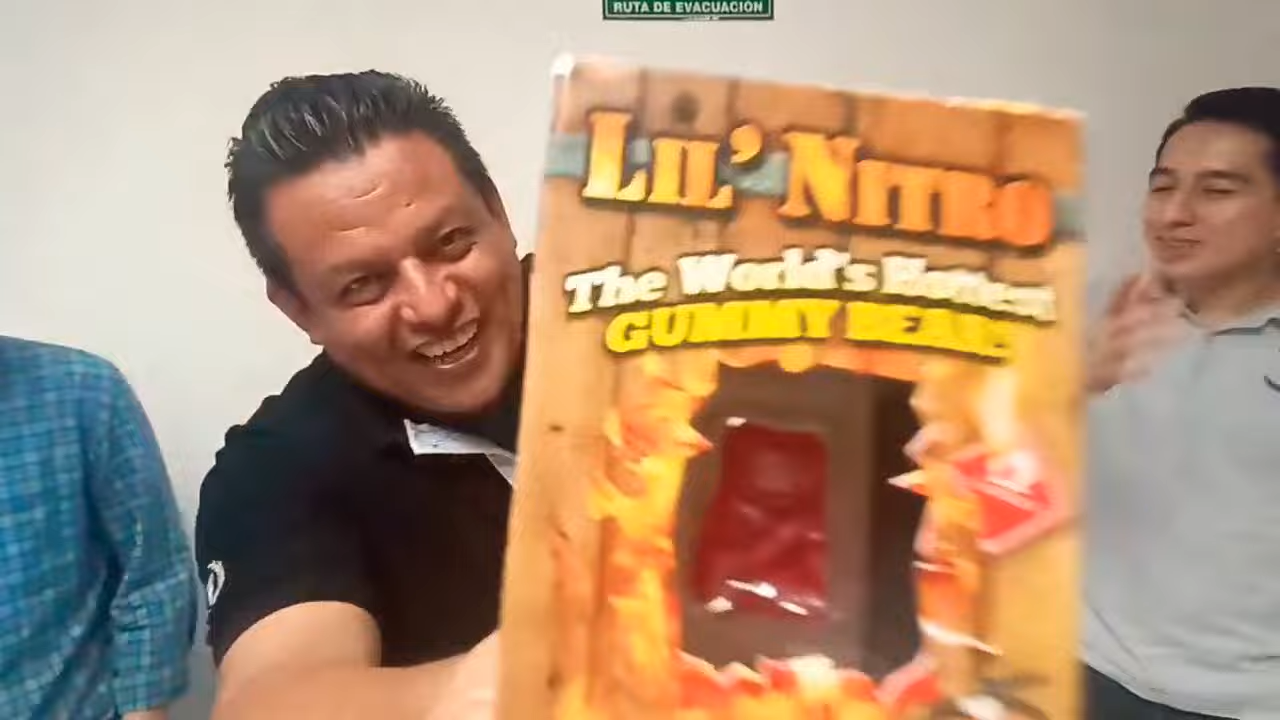 RUTA DE EVACUACIÓN
LIL' NITRO
The World's Hottest
GUMMY BEAR!